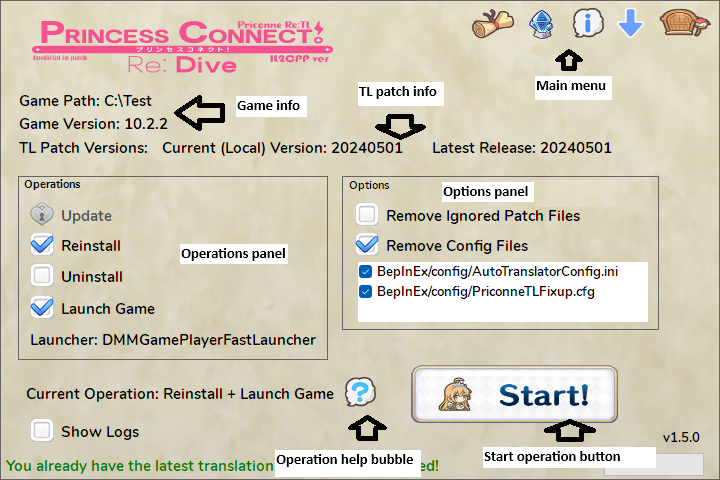 Priconne Re:TL
PRINCESS CONNECT!
プリンセスコネクト!
Unofficial tn patch
IL2CPP ver
Re: Dive
Main menu
Game Path: C:\Test
Game info
TL patch info
Game Version: 10.2.2
TL Patch Versions: Current (Local) Version: 20240501 Latest Release: 20240501
Operations
Update
Reinstall
Operations panel
Uninstall
Launch Game
Launcher: DMMGamePlayerFastLauncher
Options
Options panel
Remove Ignored Patch Files
Remove Config Files
BepInEx/config/AutoTranslatorConfig.ini
BepInEx/config/PriconneTLFixup.cfg
Current Operation: Reinstall + Launch Game
?
Start!
Show Logs
v1.5.0
Operation help bubble
Start operation button
You already have the latest translation ed!